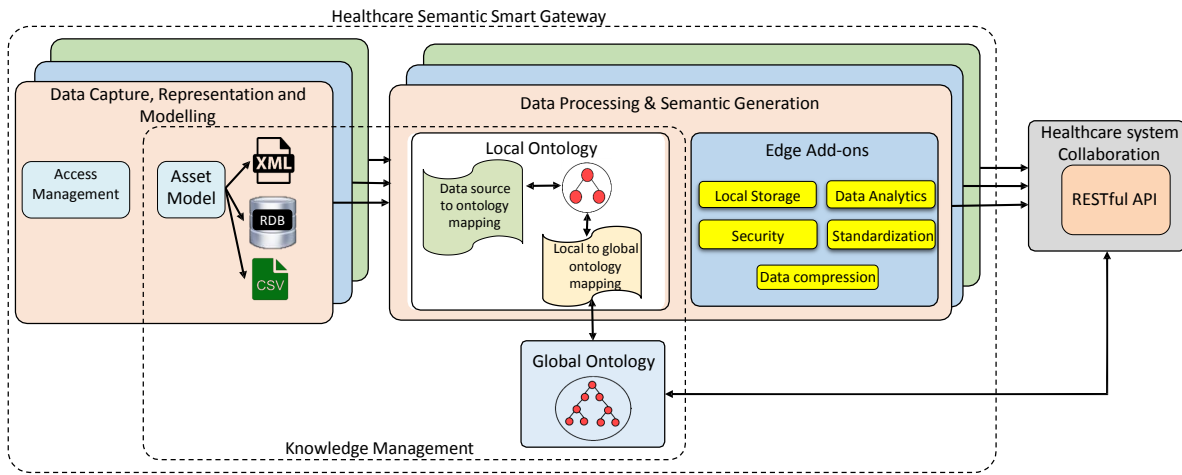 Healthcare Semantic Smart Gateway
Data Capture, Representation and
Modelling
Access
Management
Asset
Model
XML
RDB
CSV
Data Processing & Semantic Generation
Local Ontology
Data source
to ontology
mapping
Local to global
ontology
mapping
Edge Add-ons
Local Storage
Data Analytics
Security
Standardization
Data compression
Healthcare system
Collaboration
RESTful API
Global Ontology
Knowledge Management